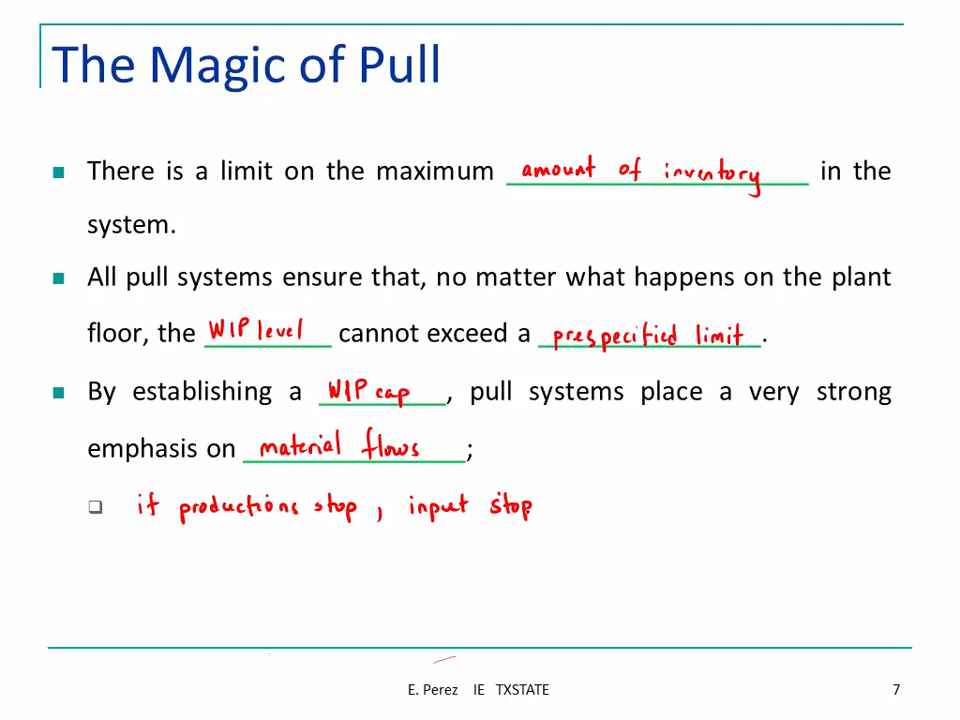 The Magic of Pull
There is a limit on the maximum amount of inventory in the
system.
All pull systems ensure that, no matter what happens on the plant
floor, the WIP level cannot exceed a prespecified limit.
By establishing a WIP cap, pull systems place a very strong
emphasis on material flows;
if productions stop, input stop
E. Perez IE TXSTATE 7